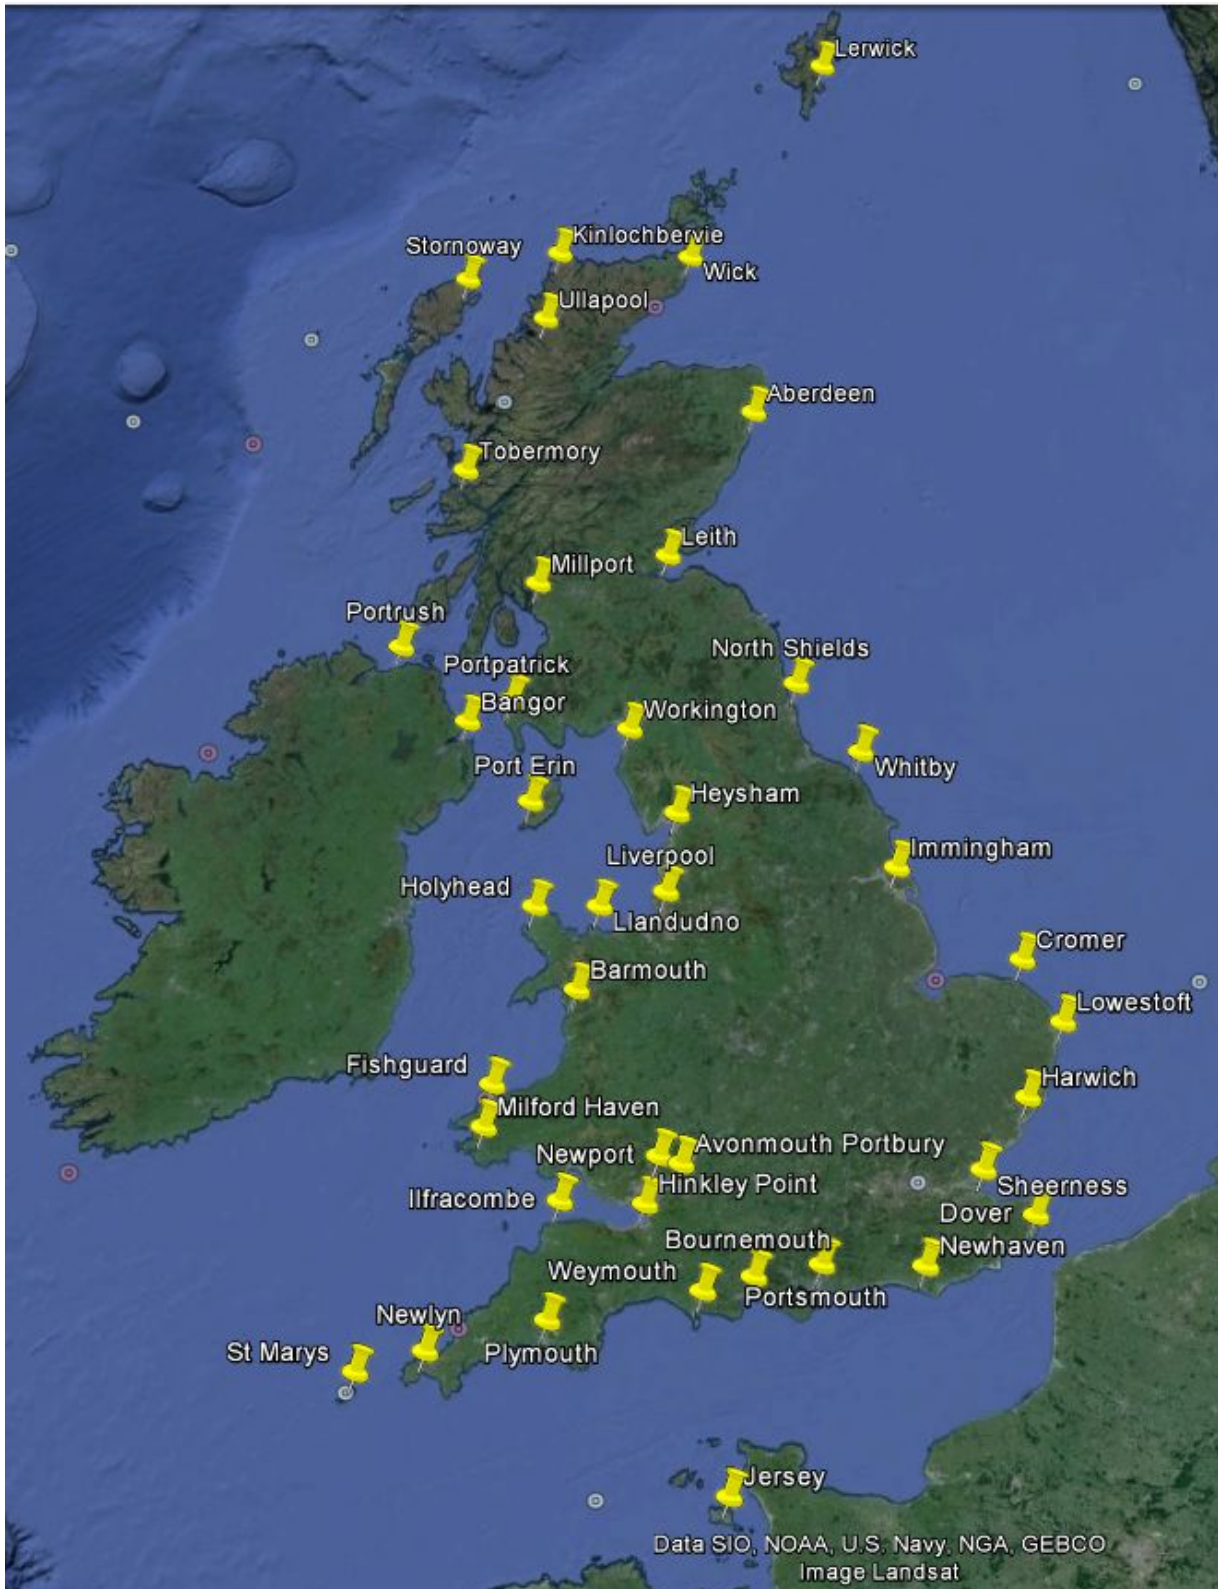 Lerwick
Kinlochbervie
Stornoway
Wick
Ullapool
Aberdeen
Tobermory
Leith
Millport
Portrush
North Shields
Portpatrick
Bangor
Workington
Port Erin
Whitby
Heysham
Immingham
Liverpool
Holyhead
Llandudno
Cromer
Barmouth
Lowestoft
Fishguard
Harwich
Milford Haven
Avonmouth Portbury
Newport
Hinkley Point
Sheerness
Ilfracombe
Dover
Bournemouth
Newhaven
Weymouth
Portsmouth
Newlyn
St Marys
Plymouth
Jersey
Data SIO, NOAA, U.S. Navy, NGA, GEBCO
Image Landsat